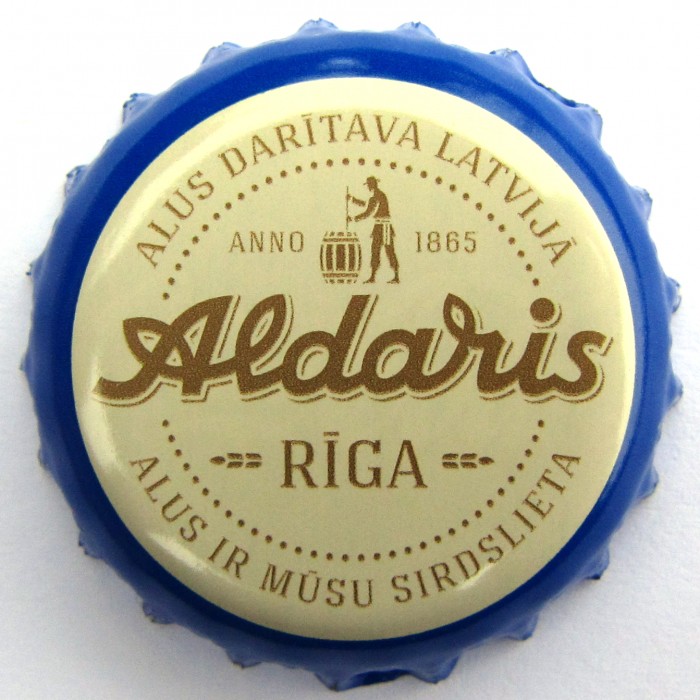 ALUS DARĪTAVA LATVIJĀ
ANNO 1865
Aldaris
RĪGA
ALUS IR MŪSU SIRDSLIETA